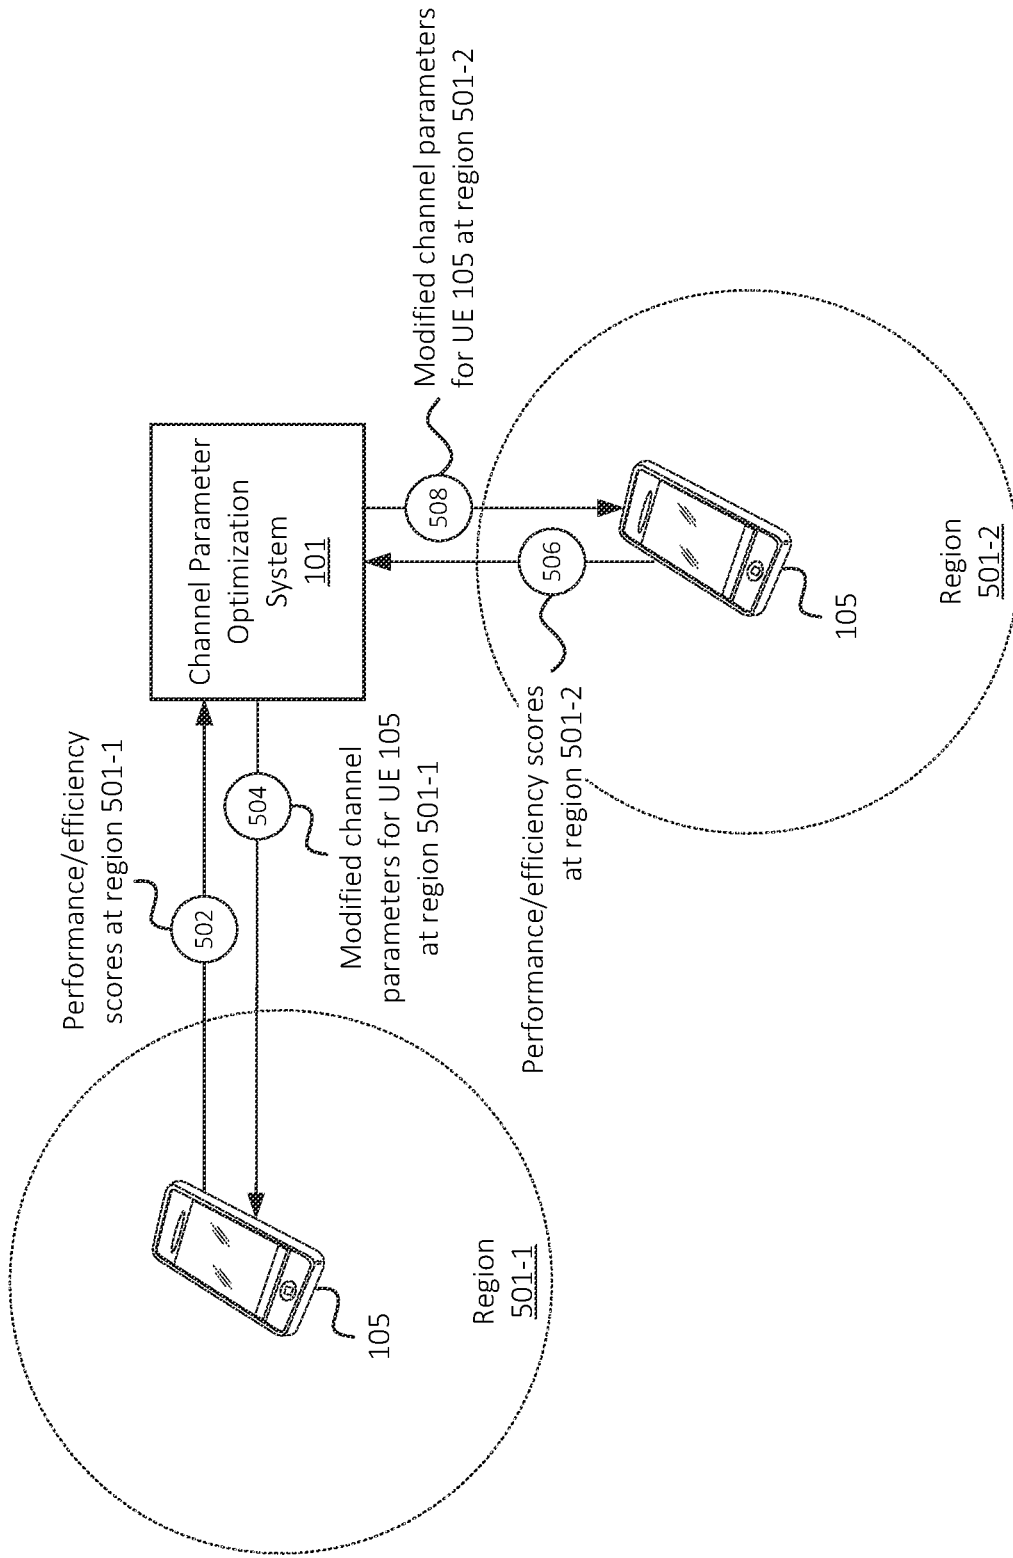 Performance/efficiency
scores at region 501-1
502
Channel Parameter
Optimization
System
101
504
Modified channel
parameters for UE 105
at region 501-1
105
Region
501-1
508
Modified channel parameters
for UE 105 at region 501-2
506
Performance/efficiency scores
at region 501-2
105
Region
501-2